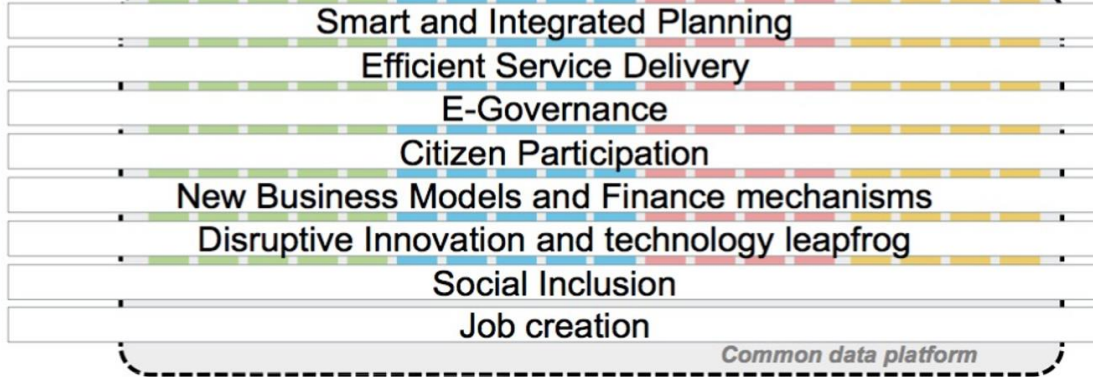 Smart and Integrated Planning
Efficient Service Delivery
E-Governance
Citizen Participation
New Business Models and Finance mechanisms
Disruptive Innovation and technology leapfrog
Social Inclusion
Job creation
Common data platform